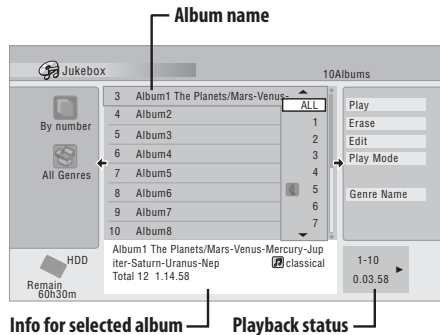 Album name
Jukebox
10Albums
By number
All Genres
3 Album1 The Planets/Mars-Venus-
4 Album2
5 Album3
6 Album4
7 Album5
8 Album6
9 Album7
10 Album8
ALL
1
2
3
4
5
6
7
Play
Erase
Edit
Play Mode
Genre Name
HDD
Remain
60h30m
Album1 The Planets/Mars-Venus-Mercury-Jup
iter-Saturn-Uranus-Nep classical
Total 12 1.14.58
1-10
0.03.58
Info for selected album
Playback status